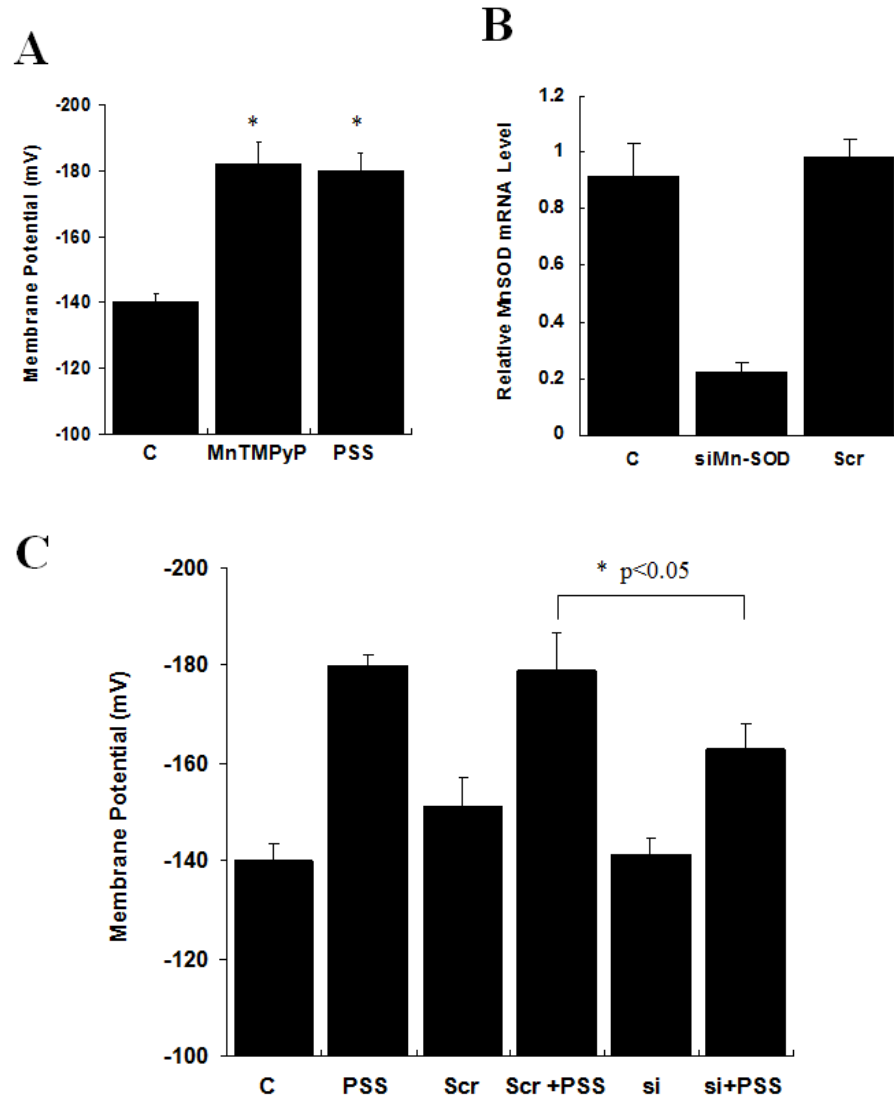 A
Membrane Potential (mV)
-200
-180
-160
-140
-120
-100
*
*
C
MnTMPyP
PSS
B
Relative MnSOD mRNA Level
1.2
1
0.8
0.6
0.4
0.2
0
C
siMn-SOD
Scr
C
Membrane Potential (mV)
-200
-180
-160
-140
-120
-100
* p<0.05
C
PSS
Scr
Scr +PSS
si
si+PSS